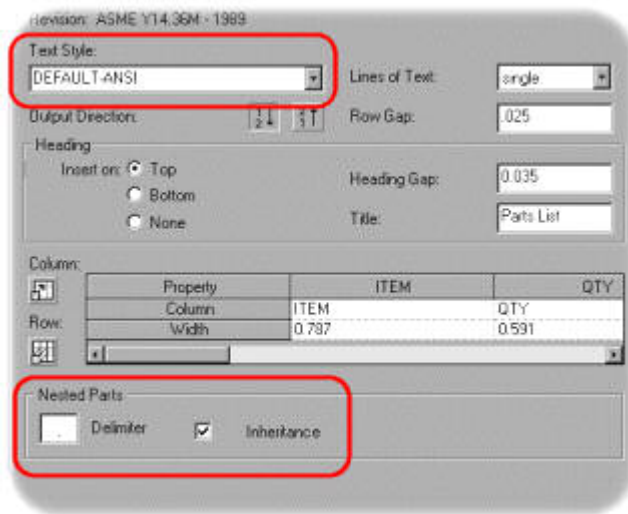 Revision: ASME Y14.36M - 1989
Text Style:
DEFAULT-ANSI
Lines of Text: single
Output Direction:
Row Gap: .025
Heading
Insert on: Top
Bottom
None
Heading Gap: 0.035
Title: Parts List
Column:
Row:
Property ITEM QTY
Column ITEM QTY
Width 0.787 0.591
Nested Parts
. Delimiter Inheritance